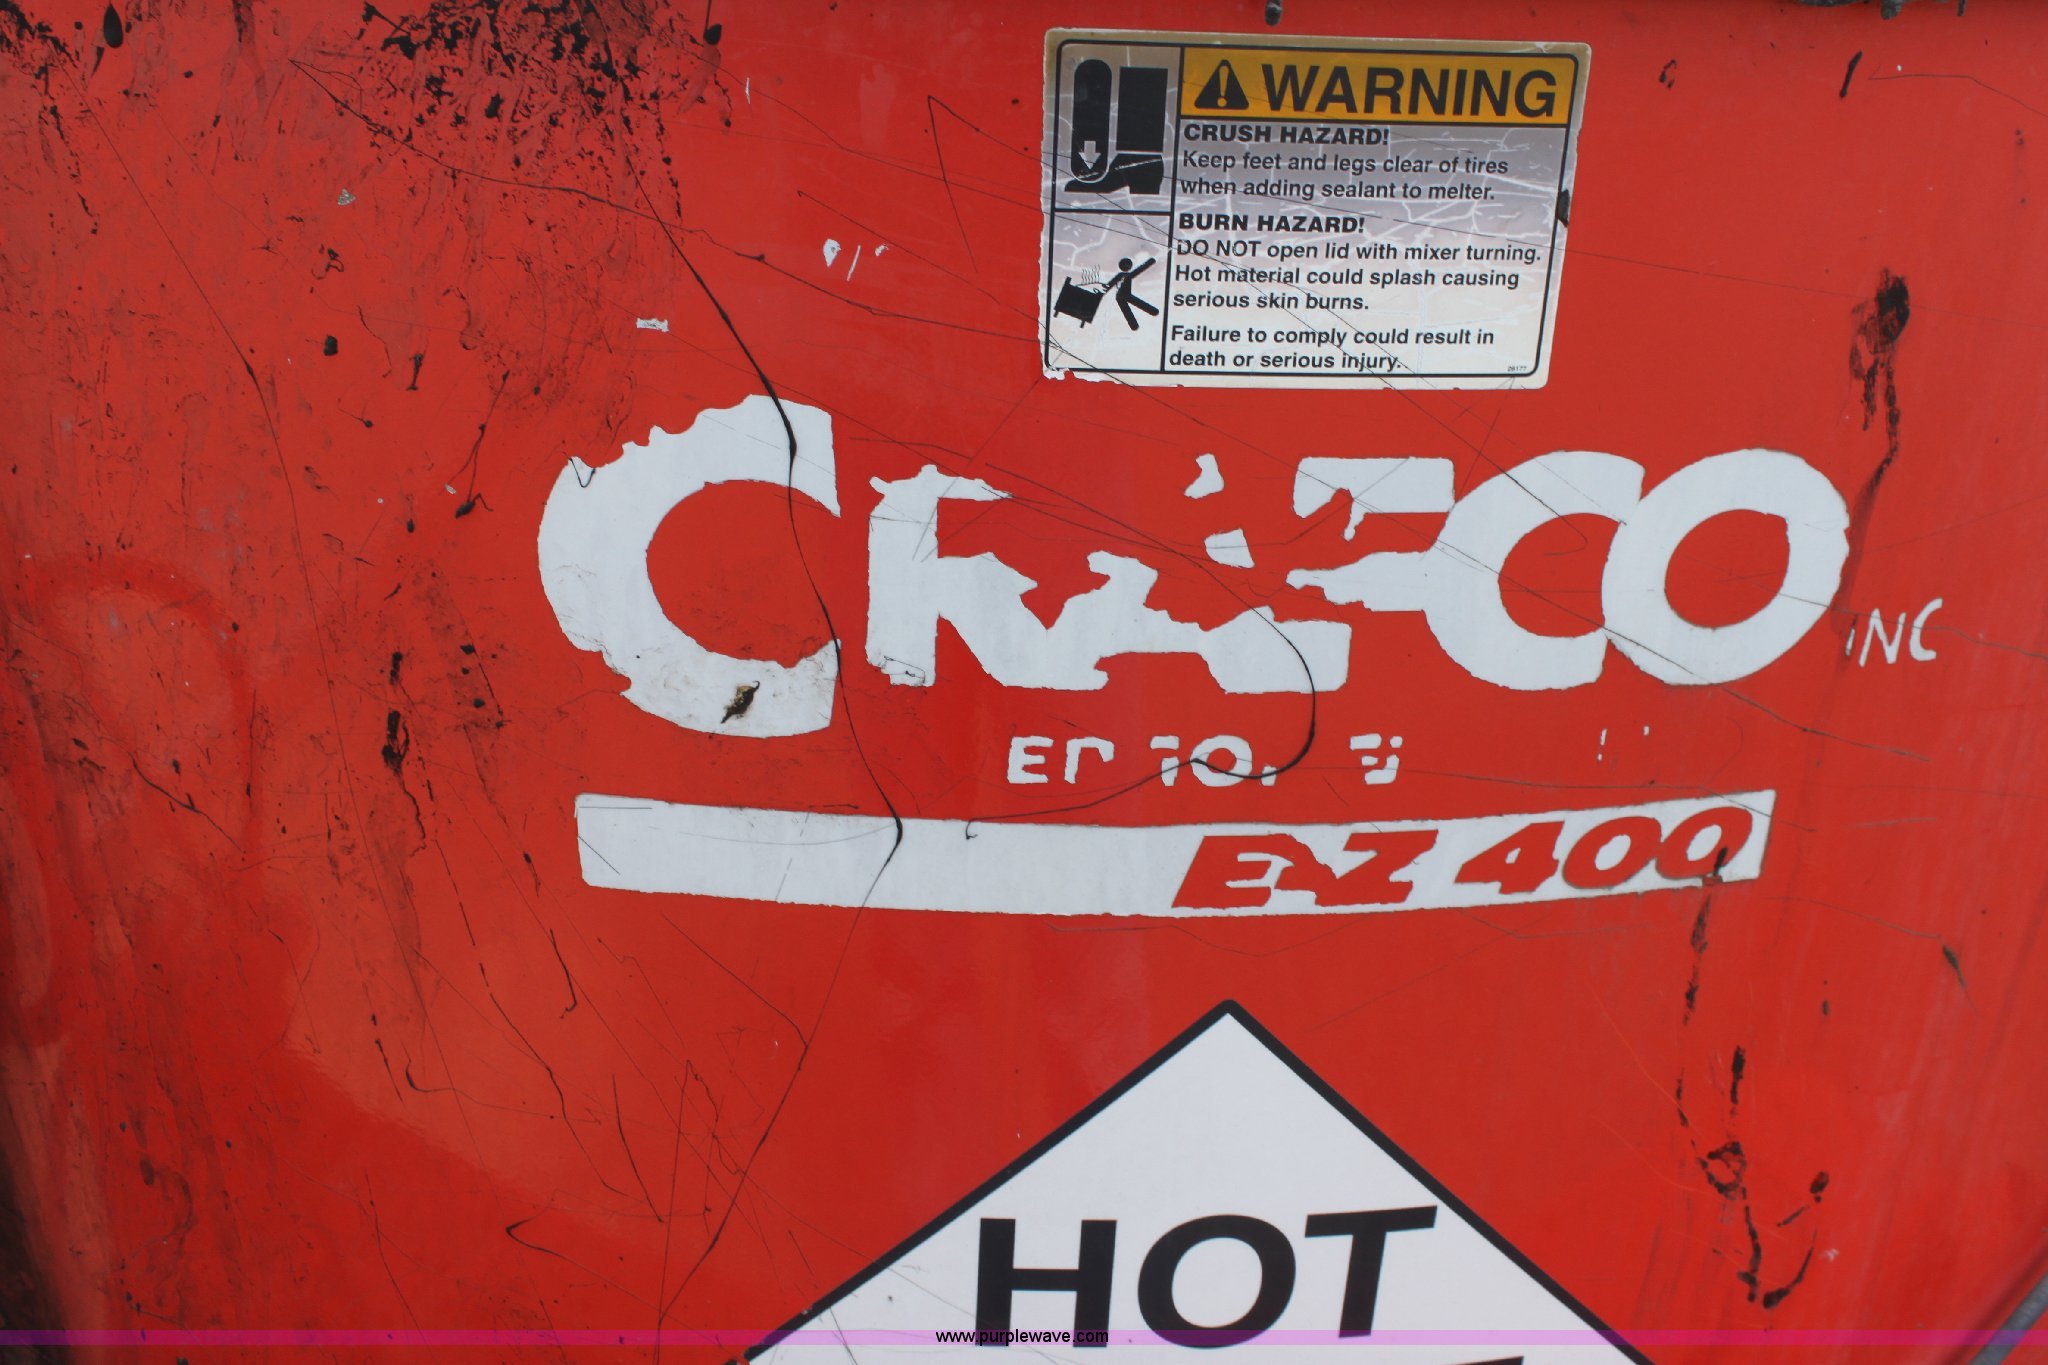 WARNING
CRUSH HAZARD!
Keep feet and legs clear of tires
when adding sealant to melter.
BURN HAZARD!
DO NOT open lid with mixer turning.
Hot material could splash causing
serious skin burns.
Failure to comply could result in
death or serious injury.
26177
CRAFCO INC
E-Z 400
HOT
www.purplewave.com